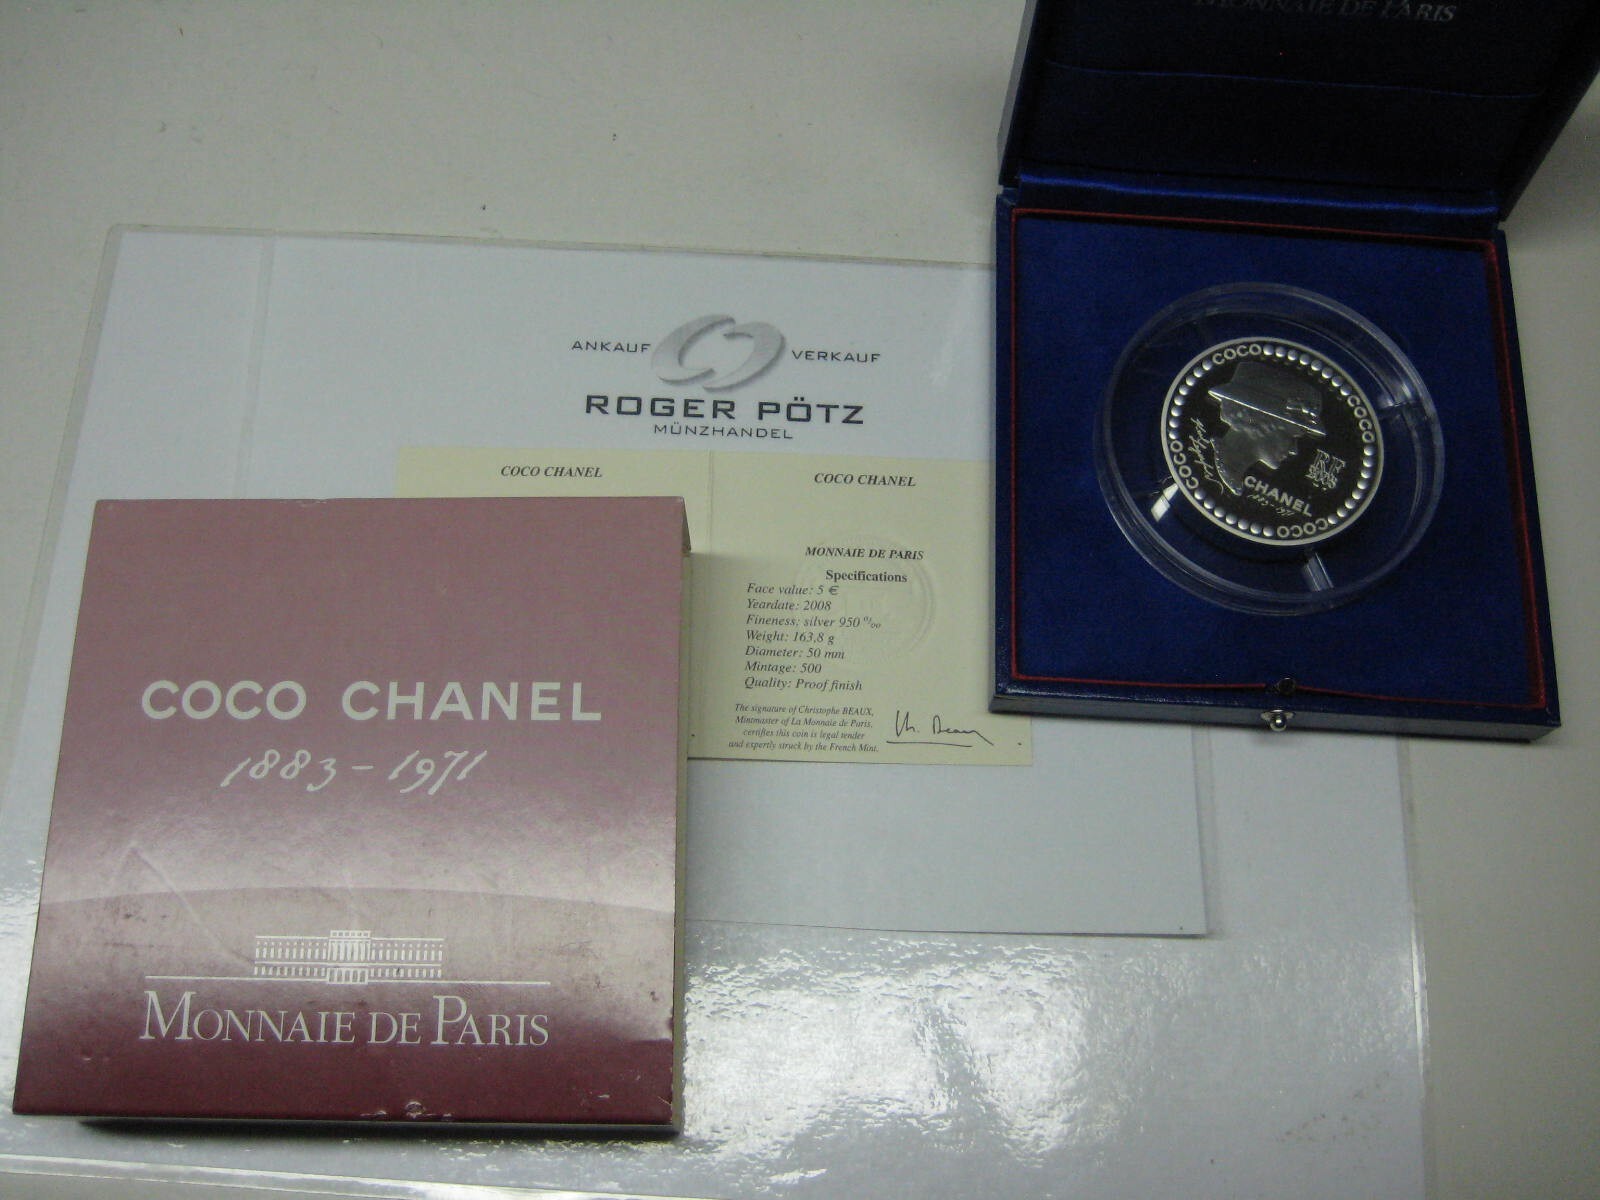 MONNAIE DE PARIS
ANKAUF VERKAUF
ROGER PÖTZ
MÜNZHANDEL
COCO CHANEL
COCO CHANEL
MONNAIE DE PARIS
Specifications
Face value: 5 €
Yeardate: 2008
Fineness: silver 950 ‰
Weight: 163,8 g
Diameter: 50 mm
Mintage: 500
Quality: Proof finish
The signature of Christophe BEAUX,
Mintmaster of La Monnaie de Paris,
certifies this coin is legal tender
and expertly struck by the French Mint.
COCO
COCO
COCO
COCO
RF
CHANEL
1883-1971
COCO CHANEL
1883-1971
MONNAIE DE PARIS